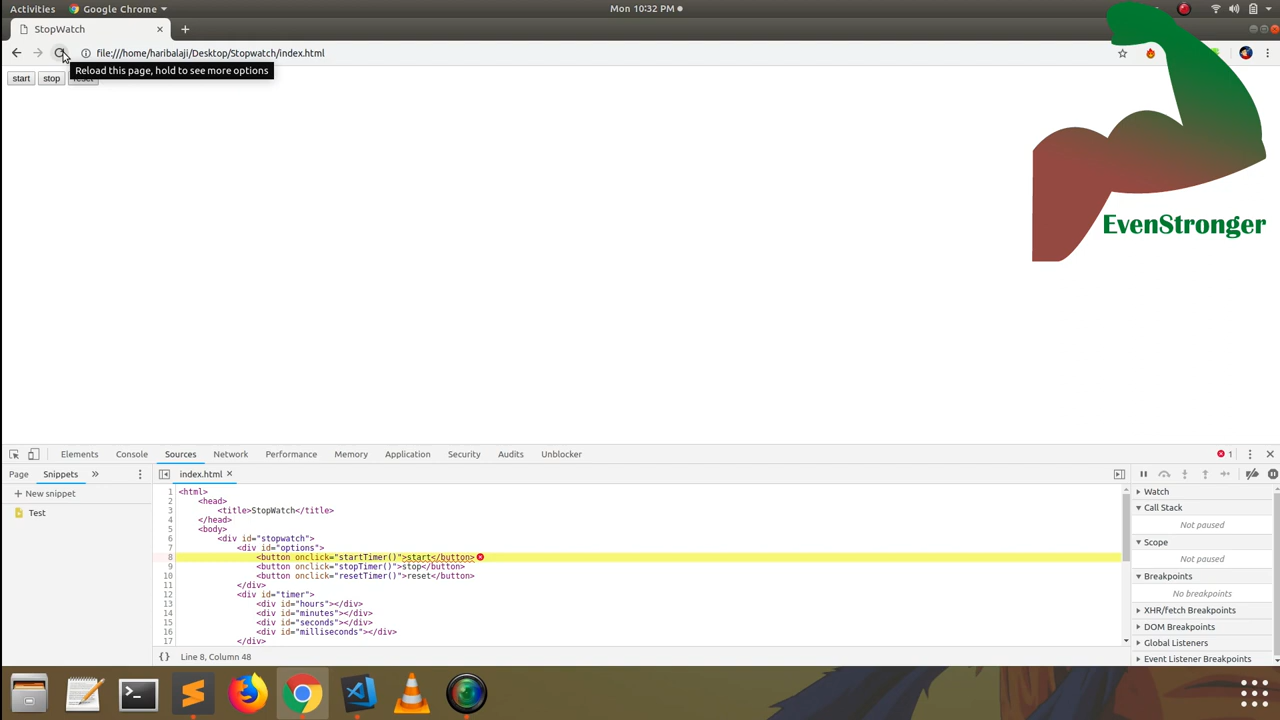 Activities
Google Chrome
Mon 10:32 PM
StopWatch
file:///home/haribalaji/Desktop/Stopwatch/index.html
Reload this page, hold to see more options
start
stop
reset
EvenStronger
Elements
Console
Sources
Network
Performance
Memory
Application
Security
Audits
Unblocker
1
Page
Snippets
»
index.html
+ New snippet
Test
1 <html>
2 <head>
3 <title>StopWatch</title>
4 </head>
5 <body>
6 <div id="stopwatch">
7 <div id="options">
8 <button onclick="startTimer()">start</button>
9 <button onclick="stopTimer()">stop</button>
10 <button onclick="resetTimer()">reset</button>
11 </div>
12 <div id="timer">
13 <div id="hours"></div>
14 <div id="minutes"></div>
15 <div id="seconds"></div>
16 <div id="milliseconds"></div>
17 </div>
{} Line 8, Column 48
Watch
Call Stack
Not paused
Scope
Not paused
Breakpoints
No breakpoints
XHR/fetch Breakpoints
DOM Breakpoints
Global Listeners
Event Listener Breakpoints